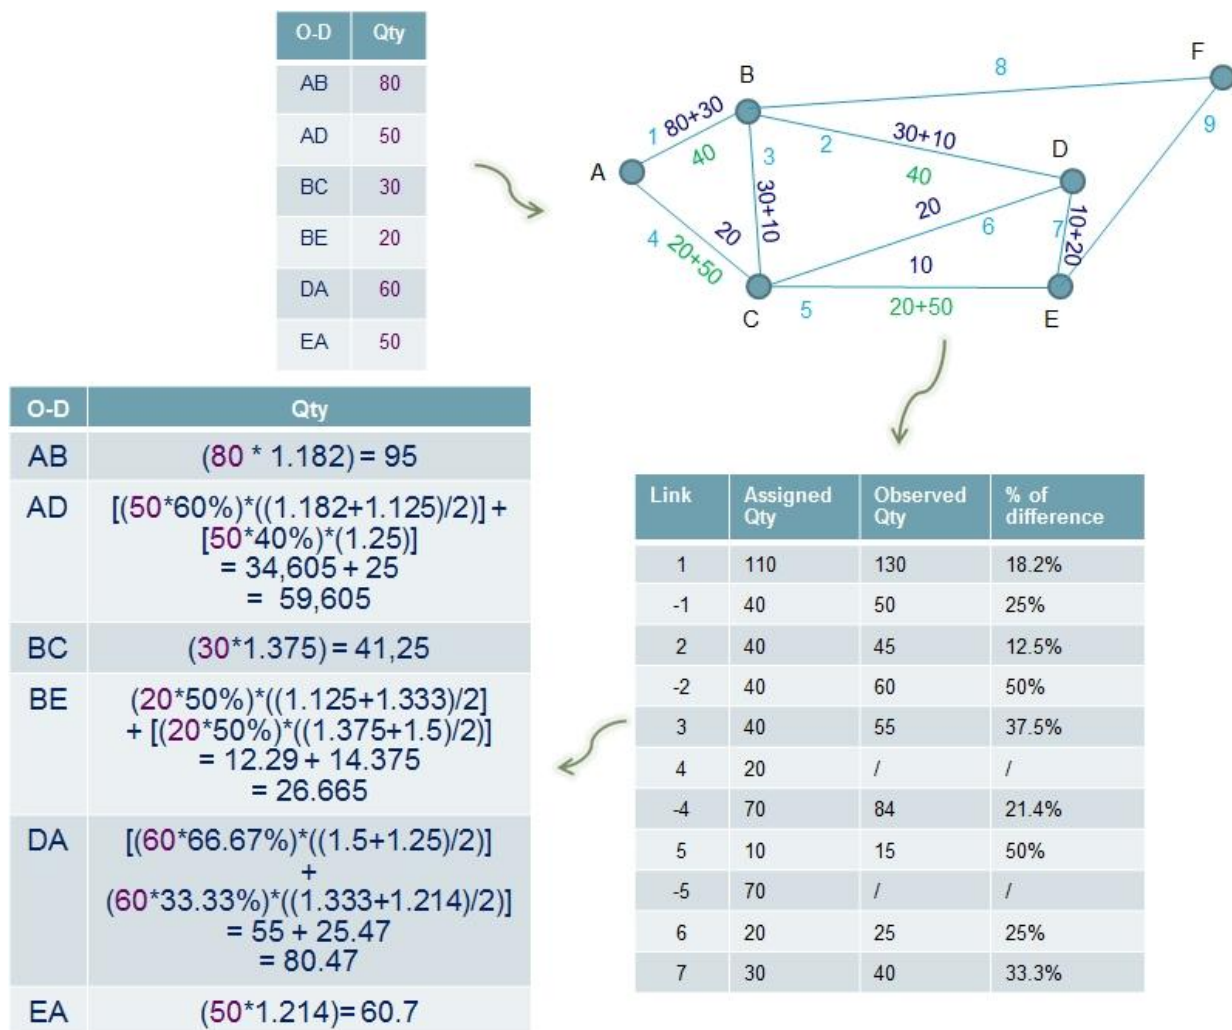 O-D Qty
AB 80
AD 50
BC 30
BE 20
DA 60
EA 50
A
B
C
D
E
F
1 80+30
40
3 30+10
2 30+10
40
8
9
4 20
20+50
20
6
7 10+20
10
5 20+50
O-D Qty
AB (80 * 1.182) = 95
AD [(50*60%)*((1.182+1.125)/2)] +
[50*40%)*(1.25)]
= 34,605 + 25
= 59,605
BC (30*1.375) = 41,25
BE (20*50%)*((1.125+1.333)/2]
+ [(20*50%)*((1.375+1.5)/2)]
= 12.29 + 14.375
= 26.665
DA [(60*66.67%)*((1.5+1.25)/2)]
+
(60*33.33%)*((1.333+1.214)/2)]
= 55 + 25.47
= 80.47
EA (50*1.214)= 60.7
Link Assigned Qty Observed Qty % of difference
1 110 130 18.2%
-1 40 50 25%
2 40 45 12.5%
-2 40 60 50%
3 40 55 37.5%
4 20 / /
-4 70 84 21.4%
5 10 15 50%
-5 70 / /
6 20 25 25%
7 30 40 33.3%